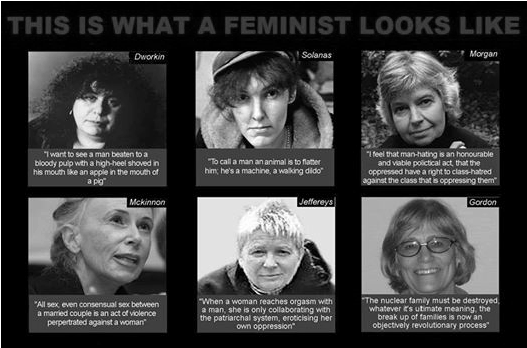 THIS IS WHAT A FEMINIST LOOKS LIKE
Dworkin
"I want to see a man beaten to a
bloody pulp with a high-heel shoved in
his mouth like an apple in the mouth of
a pig"
Solanas
"To call a man an animal is to flatter
him; he's a machine, a walking dildo"
Morgan
"I feel that man-hating is an honourable
and viable polictical act, that the
oppressed have a right to class-hatred
against the class that is oppressing them"
Mckinnon
"All sex, even consensual sex between
a married couple is an act of violence
perpertrated against a woman"
Jeffereys
"When a woman reaches orgasm with
a man, she is only collaborating with
the patriarchal system, eroticising her
own oppression"
Gordon
"The nuclear family must be destroyed,
whatever it's ultimate meaning, the
break up of families is now an
objectively revolutionary process"